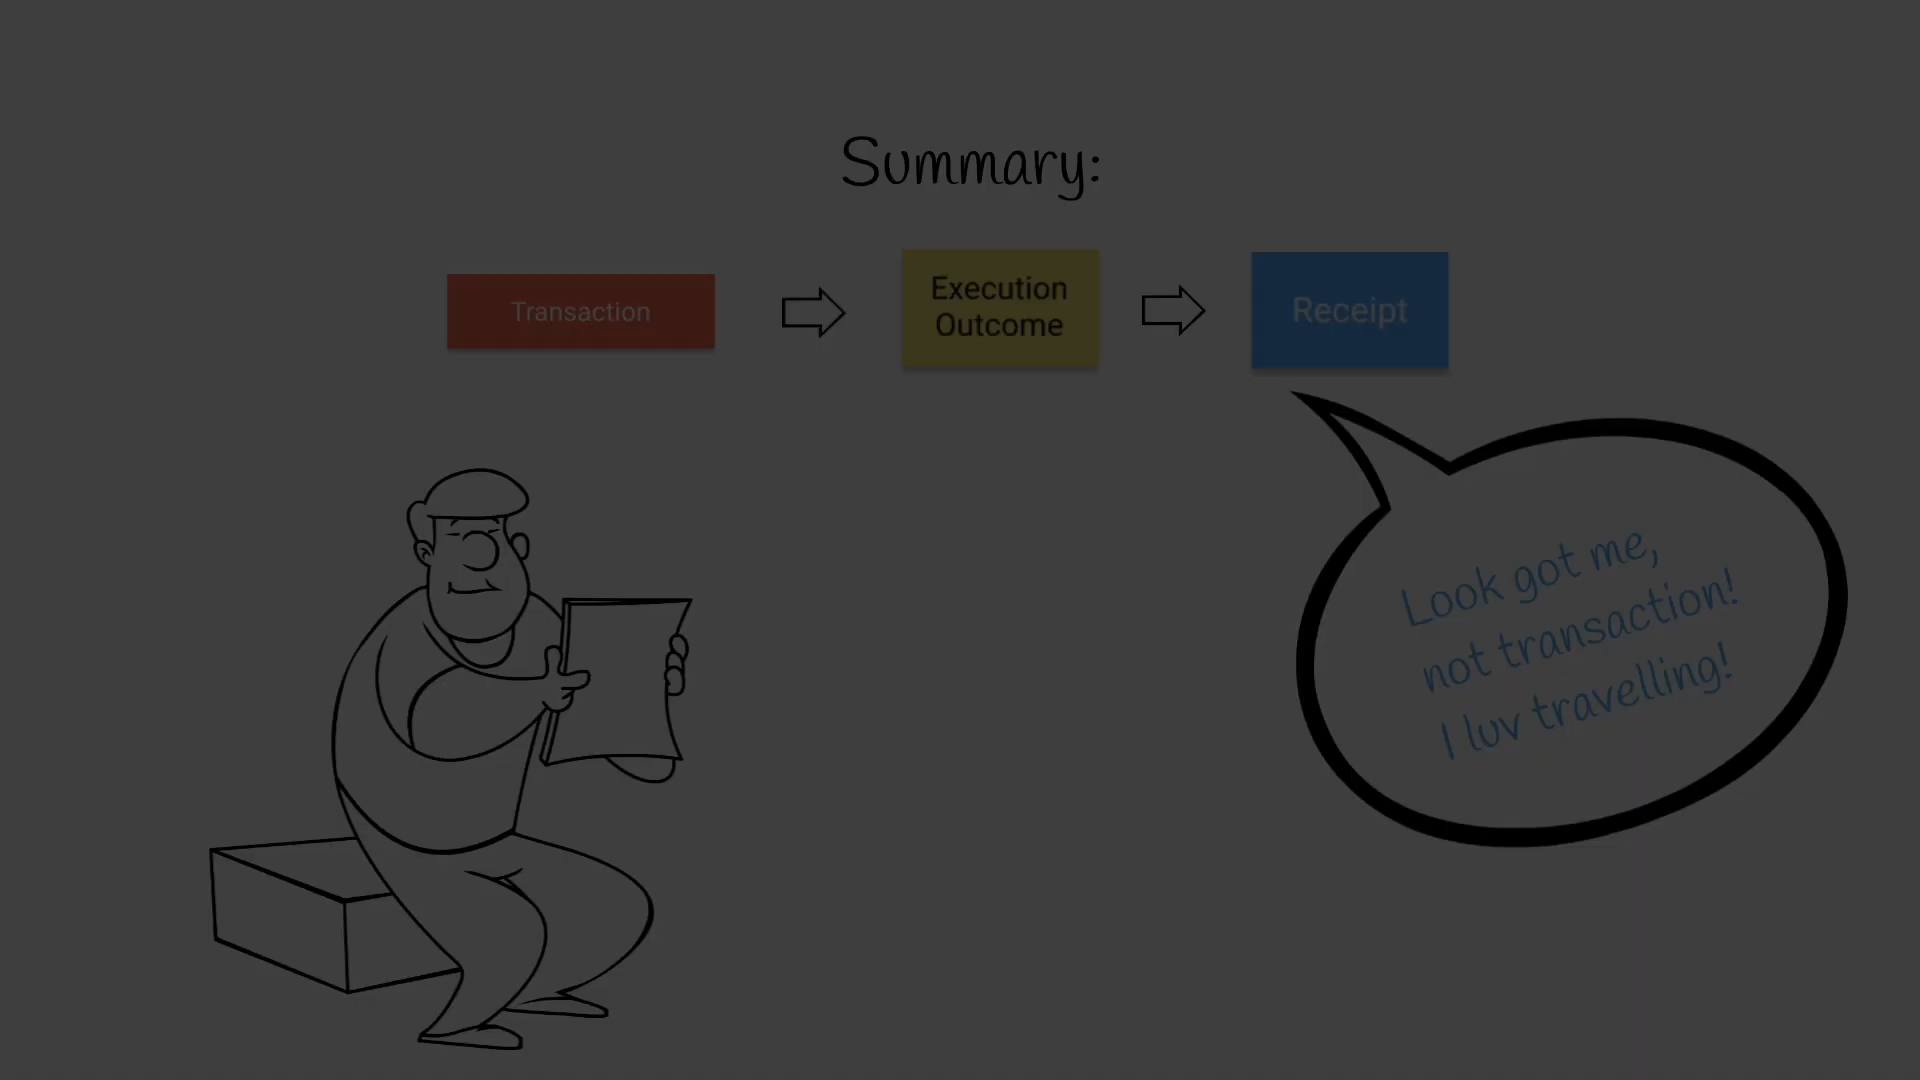 Summary:
Transaction
Execution
Outcome
Receipt
Look got me,
not transaction!
I luv travelling!